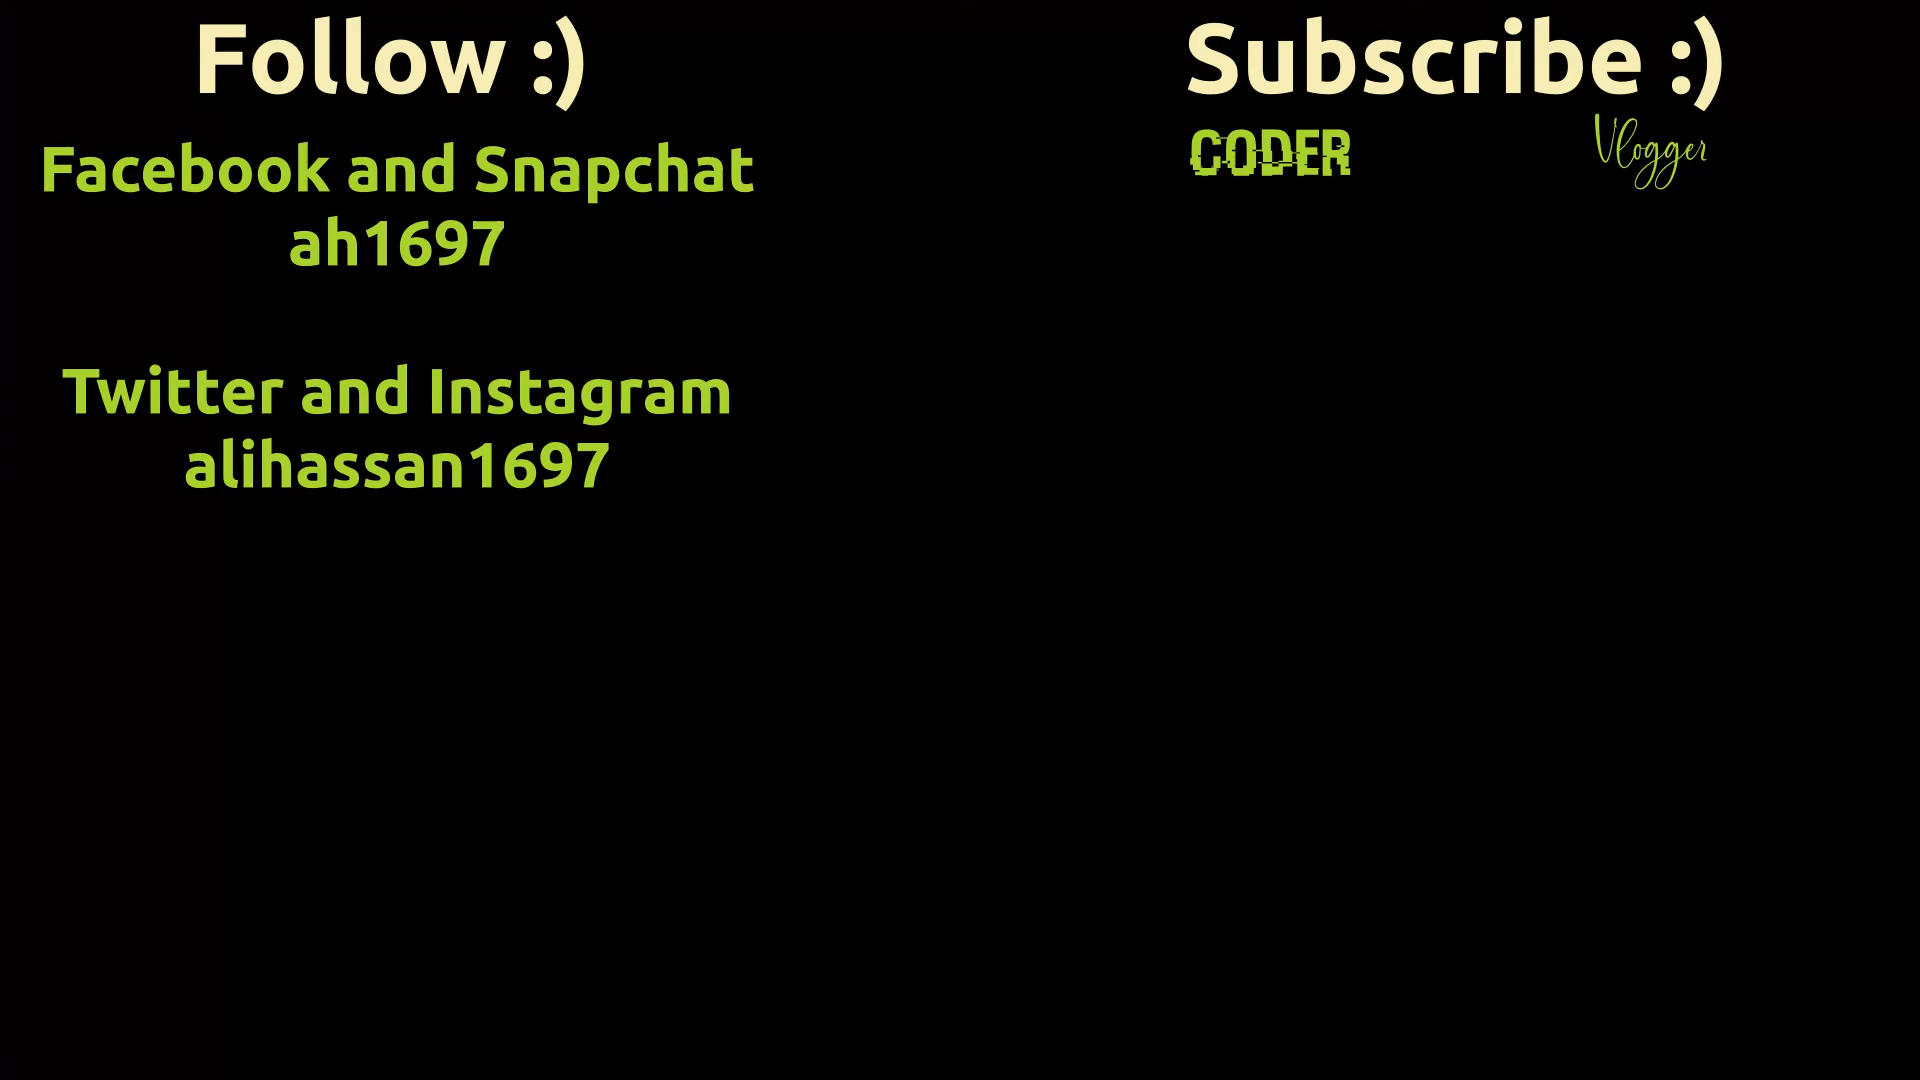 Follow :)
Facebook and Snapchat
ah1697
Twitter and Instagram
alihassan1697
Subscribe :)
CODER
Vlogger